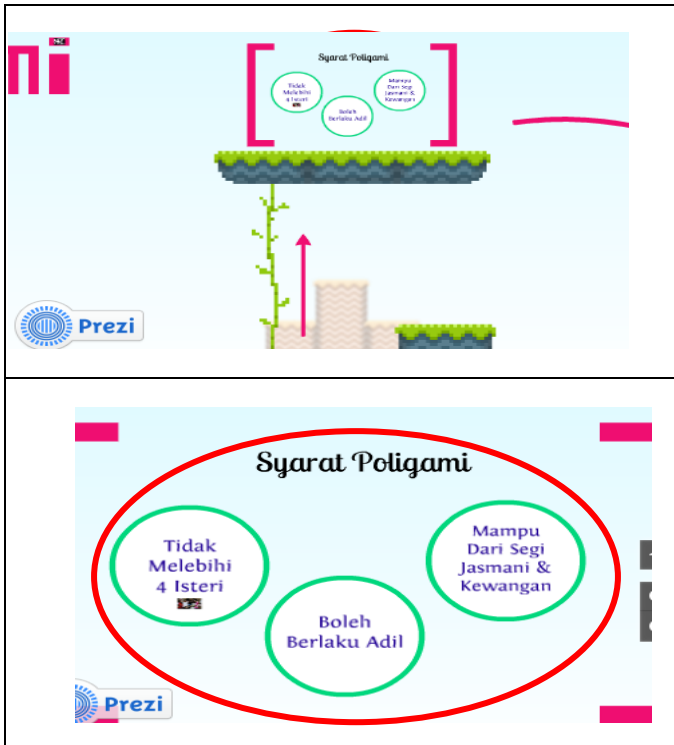 ni
Syarat Poligami
Tidak
Melebihi
4 Isteri
Boleh
Berlaku Adil
Mampu
Dari Segi
Jasmani &
Kewangan
Prezi
Syarat Poligami
Tidak
Melebihi
4 Isteri
Boleh
Berlaku Adil
Mampu
Dari Segi
Jasmani &
Kewangan
Prezi